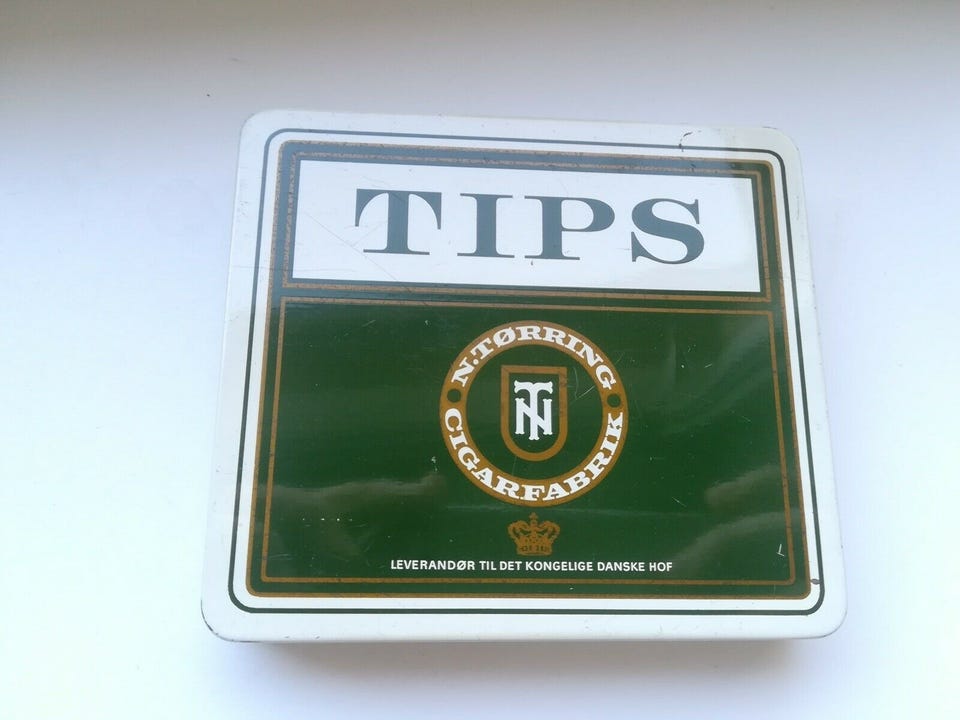 TIPS
N.TØRRING
CIGARFABRIK
TN
LEVERANDØR TIL DET KONGELIGE DANSKE HOF